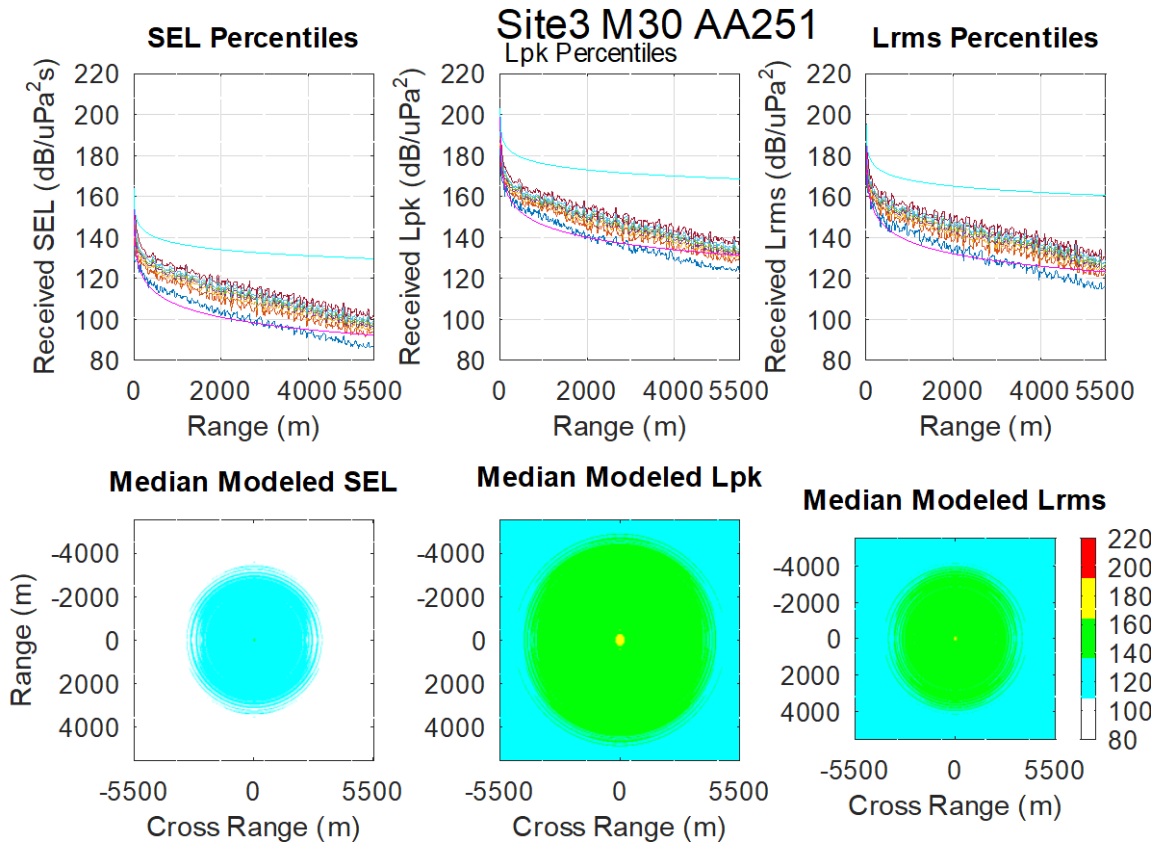 Site3 M30 AA251
SEL Percentiles
Lpk Percentiles
Lrms Percentiles
Received SEL (dB/uPa²s)
220
200
180
160
140
120
100
80
0 2000 4000 5500
Range (m)
Received Lpk (dB/uPa²)
220
200
180
160
140
120
100
80
0 2000 4000 5500
Range (m)
Received Lrms (dB/uPa²)
220
200
180
160
140
120
100
80
0 2000 4000 5500
Range (m)
Median Modeled SEL
Range (m)
-4000
-2000
0
2000
4000
-5500 0 5500
Cross Range (m)
Median Modeled Lpk
-4000
-2000
0
2000
4000
-5500 0 5500
Cross Range (m)
Median Modeled Lrms
-4000
-2000
0
2000
4000
-5500 0 5500
Cross Range (m)
220
200
180
160
140
120
100
80